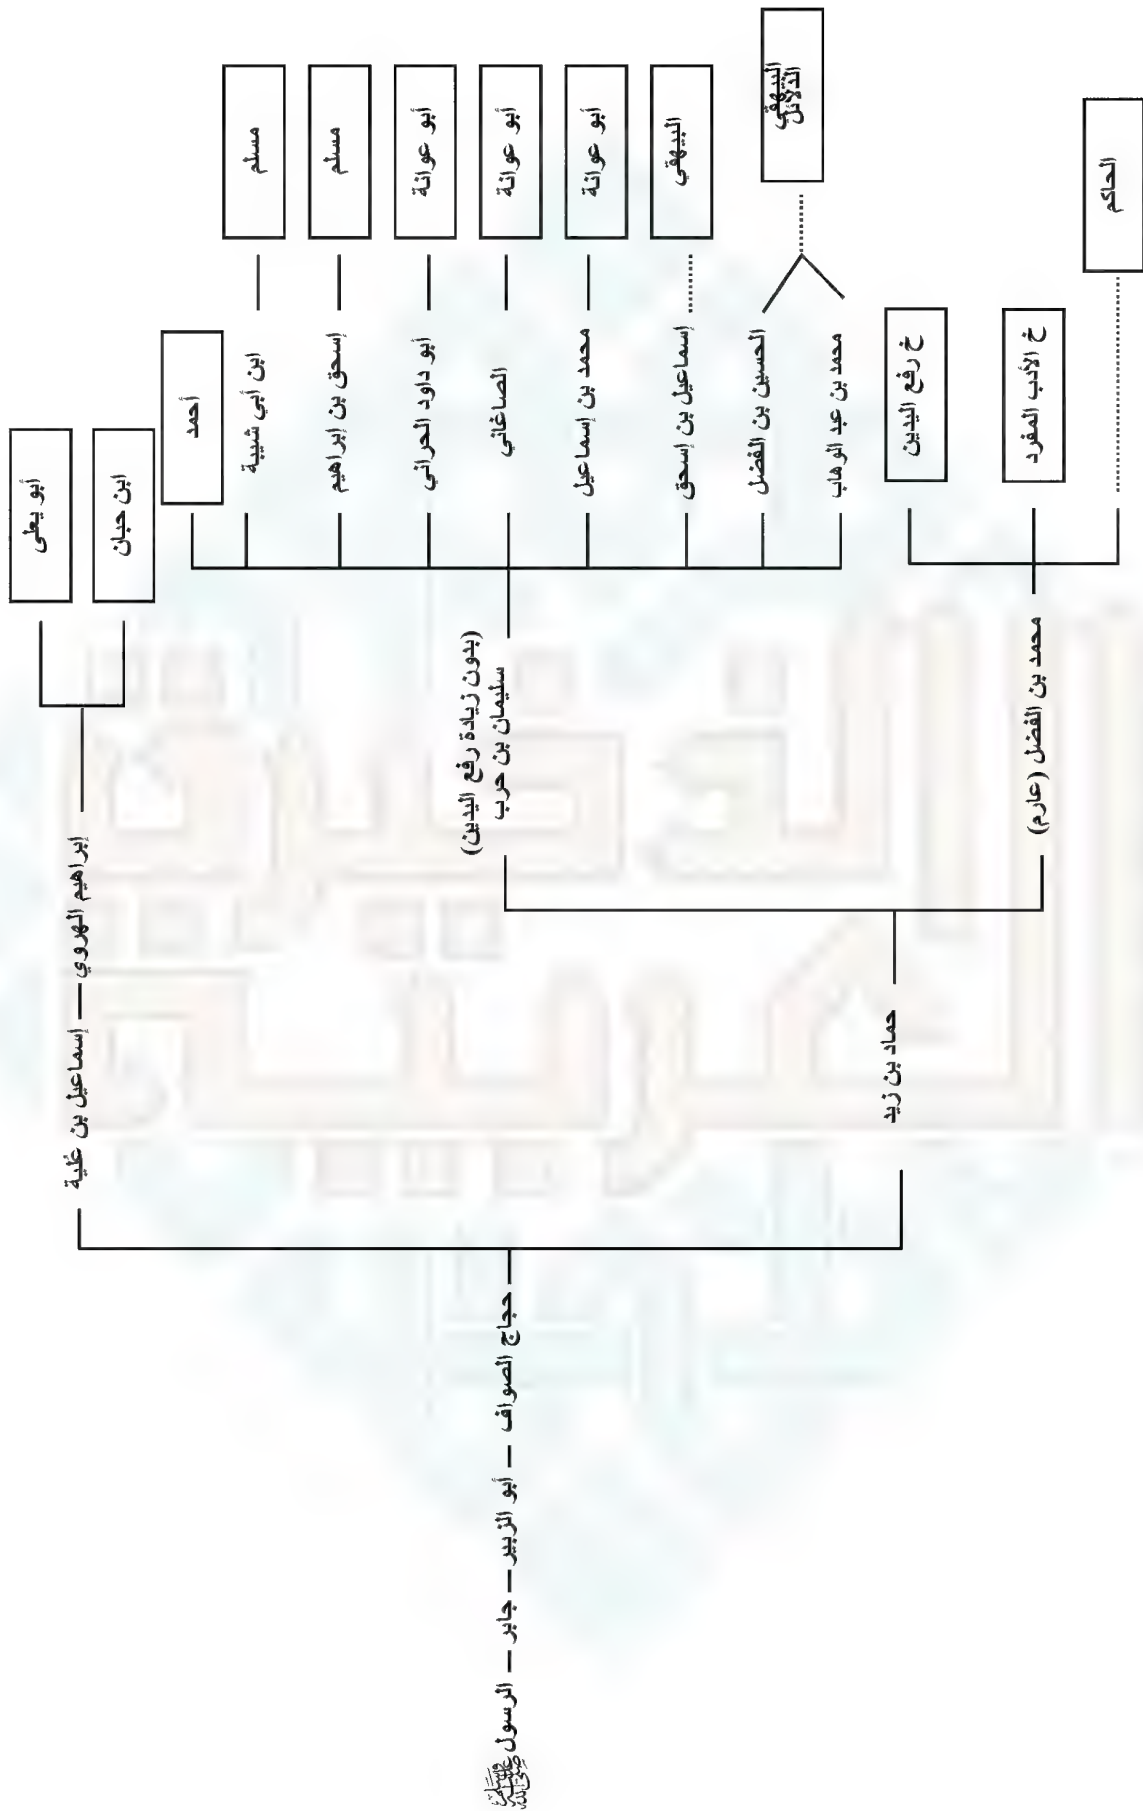 الرسول ﷺ — جابر — أبو الزبير — حجاج الصواف
إسماعيل بن علية — إبراهيم الهروي
أبو يعلى
ابن حبان
حماد بن زيد
سليمان بن حرب
(بدون زيادة رفع اليدين)
أحمد
ابن أبي شيبة
مسلم
إسحق بن إبراهيم
مسلم
أبو داود الحراني
أبو عوانة
الصاغاني
أبو عوانة
محمد بن إسماعيل
أبو عوانة
إسماعيل بن إسحق
البيهقي
الحسين بن الفضل
محمد بن عبد الوهاب
البيهقي
الدلائل
محمد بن الفضل (عارم)
خ رفع اليدين
خ الأدب المفرد
الحاكم